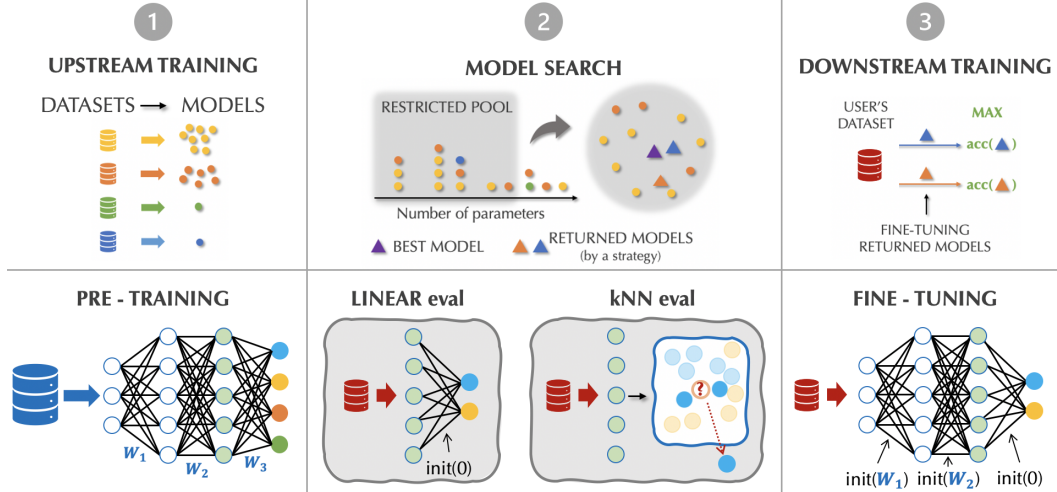 1
UPSTREAM TRAINING
DATASETS MODELS
2
MODEL SEARCH
RESTRICTED POOL
Number of parameters
BEST MODEL
RETURNED MODELS
(by a strategy)
3
DOWNSTREAM TRAINING
USER'S
DATASET
MAX
acc( )
acc( )
FINE-TUNING
RETURNED MODELS
PRE - TRAINING
W1
W2
W3
LINEAR eval
init(0)
kNN eval
?
FINE - TUNING
init(W1) init(W2) init(0)